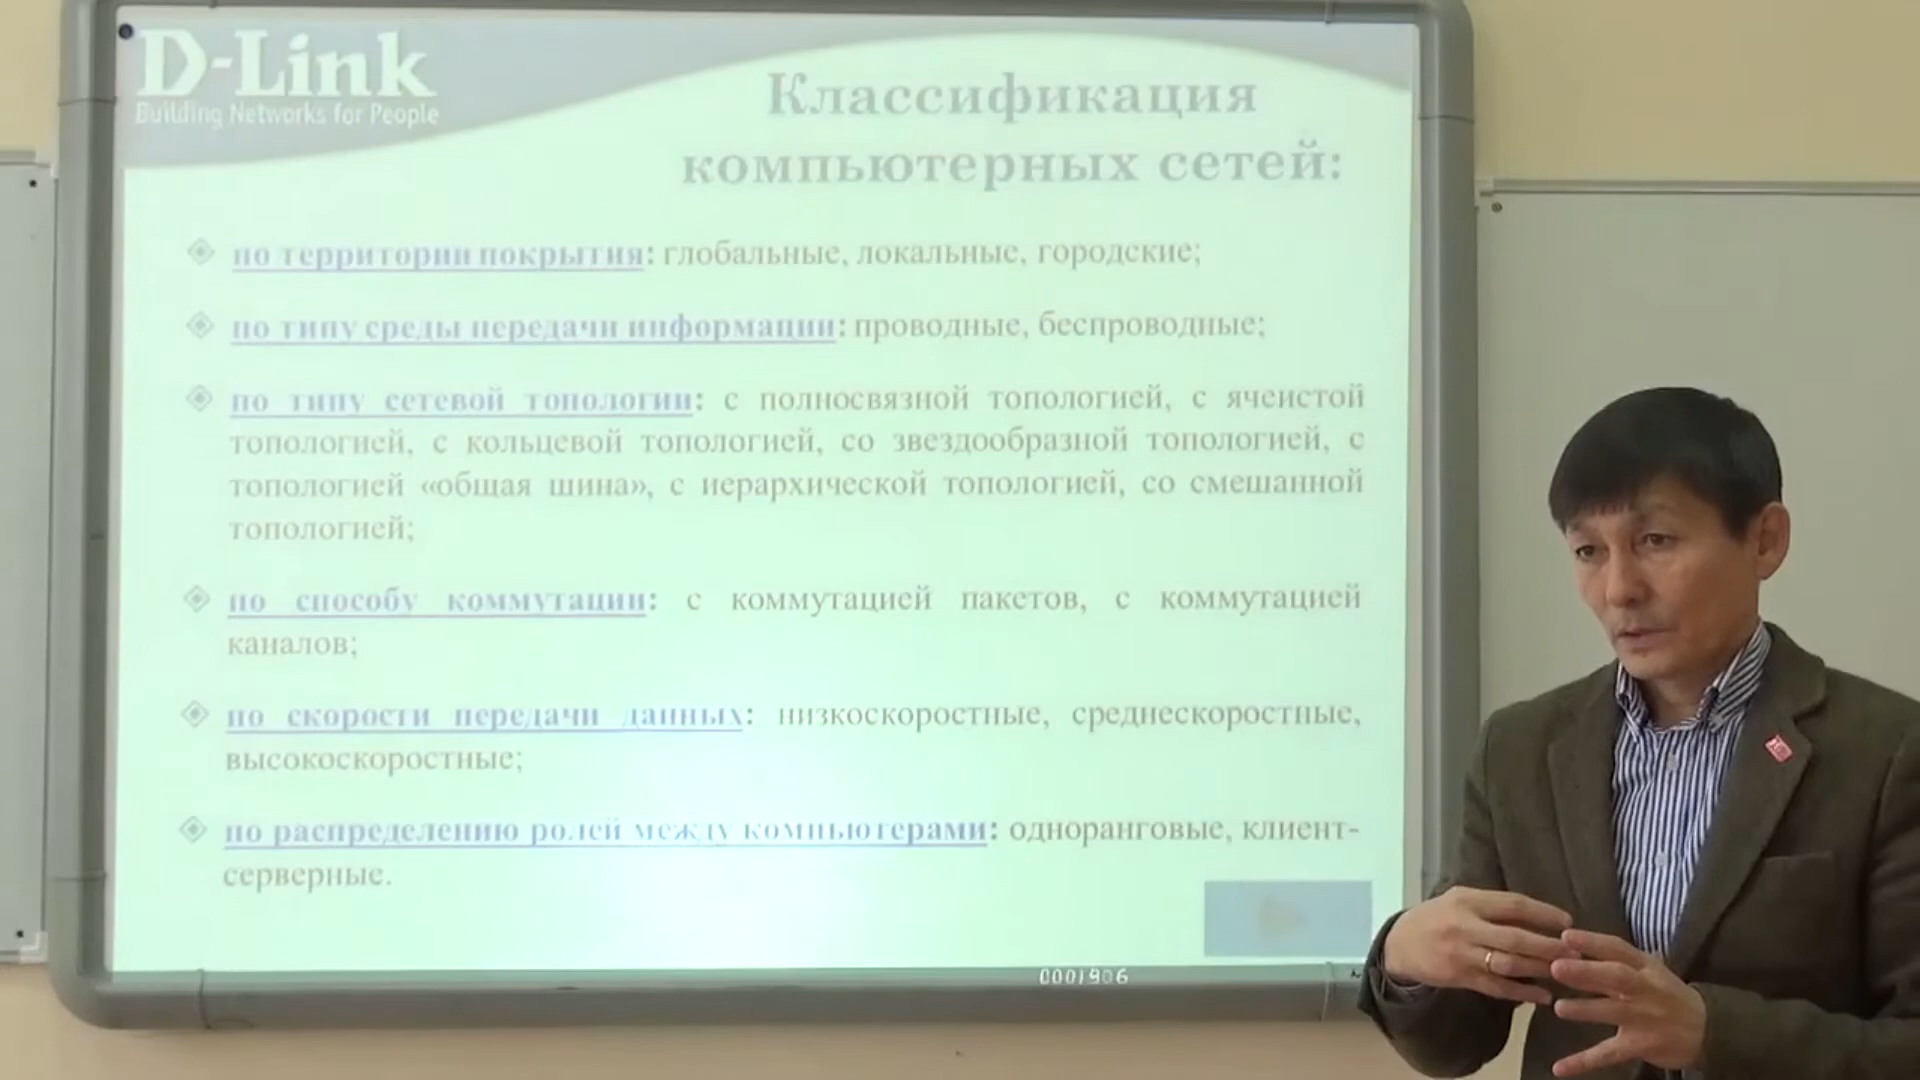 D-Link
Building Networks for People
Классификация
компьютерных сетей:
по территории покрытия: глобальные, локальные, городские;
по типу среды передачи информации: проводные, беспроводные;
по типу сетевой топологии: с полносвязной топологией, с ячеистой
топологией, с кольцевой топологией, со звездообразной топологией, с
топологией «общая шина», с иерархической топологией, со смешанной
топологией;
по способу коммутации: с коммутацией пакетов, с коммутацией
каналов;
по скорости передачи данных: низкоскоростные, среднескоростные,
высокоскоростные;
по распределению ролей между компьютерами: одноранговые, клиент-
серверные.
0001906